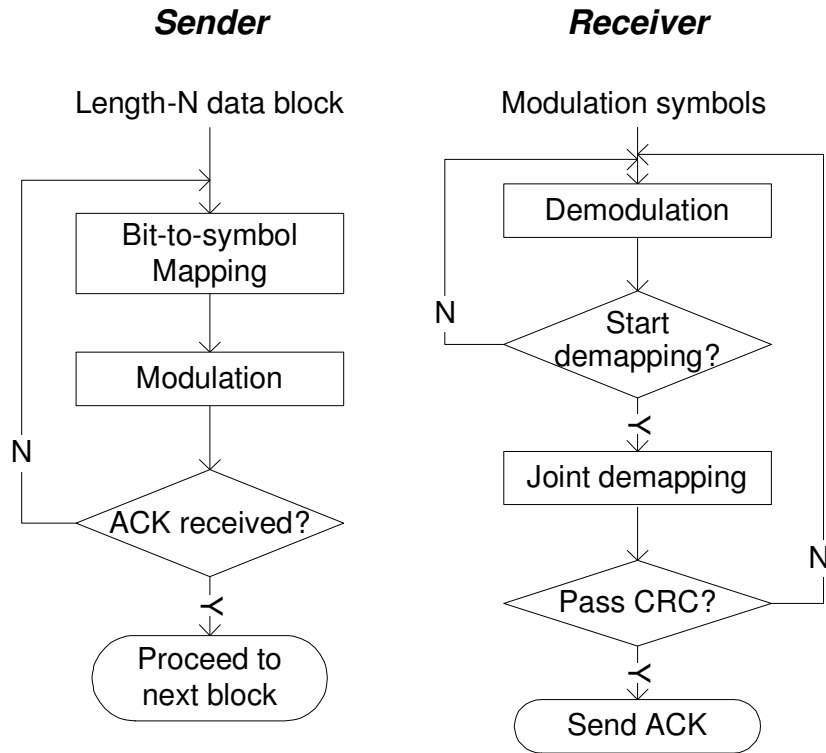 Sender
Length-N data block
Bit-to-symbol
Mapping
Modulation
N
ACK received?
Y
Proceed to
next block
Receiver
Modulation symbols
Demodulation
N
Start
demapping?
Y
Joint demapping
N
Pass CRC?
Y
Send ACK